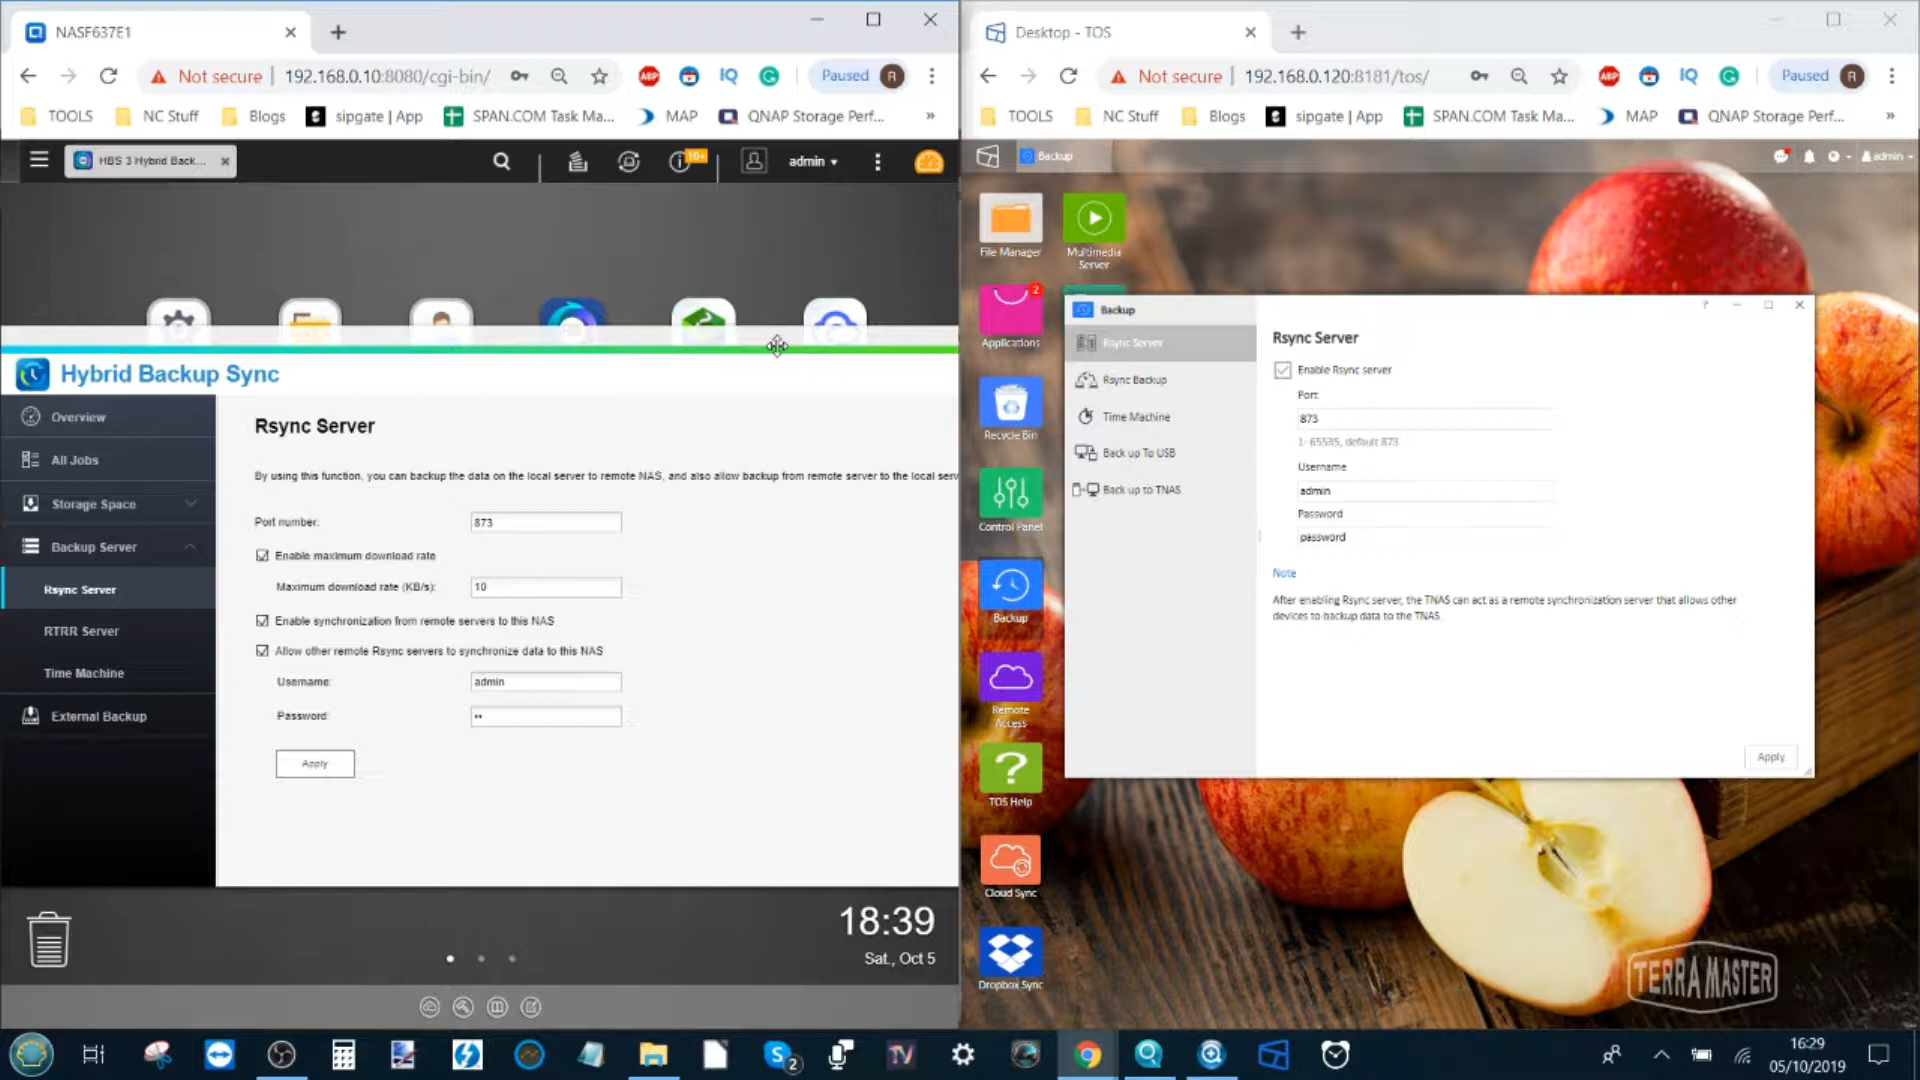 NASF637E1
Not secure
192.168.0.10:8080/cgi-bin/
ABP
IQ
Paused
R
TOOLS
NC Stuff
Blogs
sipgate | App
SPAN.COM Task Ma...
MAP
QNAP Storage Perf...
»
HBS 3 Hybrid Back...
10+
admin
Hybrid Backup Sync
Overview
All Jobs
Storage Space
Backup Server
Rsync Server
RTRR Server
Time Machine
External Backup
Rsync Server
By using this function, you can backup the data on the local server to remote NAS, and also allow backup from remote server to the local serv
Port number:
873
Enable maximum download rate
Maximum download rate (KB/s):
10
Enable synchronization from remote servers to this NAS
Allow other remote Rsync servers to synchronize data to this NAS
Username:
admin
Password:
••
Apply
18:39
Sat., Oct 5
Desktop - TOS
Not secure
192.168.0.120:8181/tos/
ABP
IQ
Paused
R
TOOLS
NC Stuff
Blogs
sipgate | App
SPAN.COM Task Ma...
MAP
QNAP Storage Perf...
»
Backup
admin
File Manager
Multimedia
Server
2
Applications
Recycle Bin
Control Panel
Backup
Remote
Access
TOS Help
Cloud Sync
Dropbox Sync
Backup
?
Rsync Server
Rsync Backup
Time Machine
Back up To USB
Back up to TNAS
Rsync Server
Enable Rsync server
Port
873
1- 65535, default 873
Username
admin
Password
password
Note
After enabling Rsync server, the TNAS can act as a remote synchronization server that allows other
devices to backup data to the TNAS.
Apply
TERRAMASTER
2
TV
16:29
05/10/2019